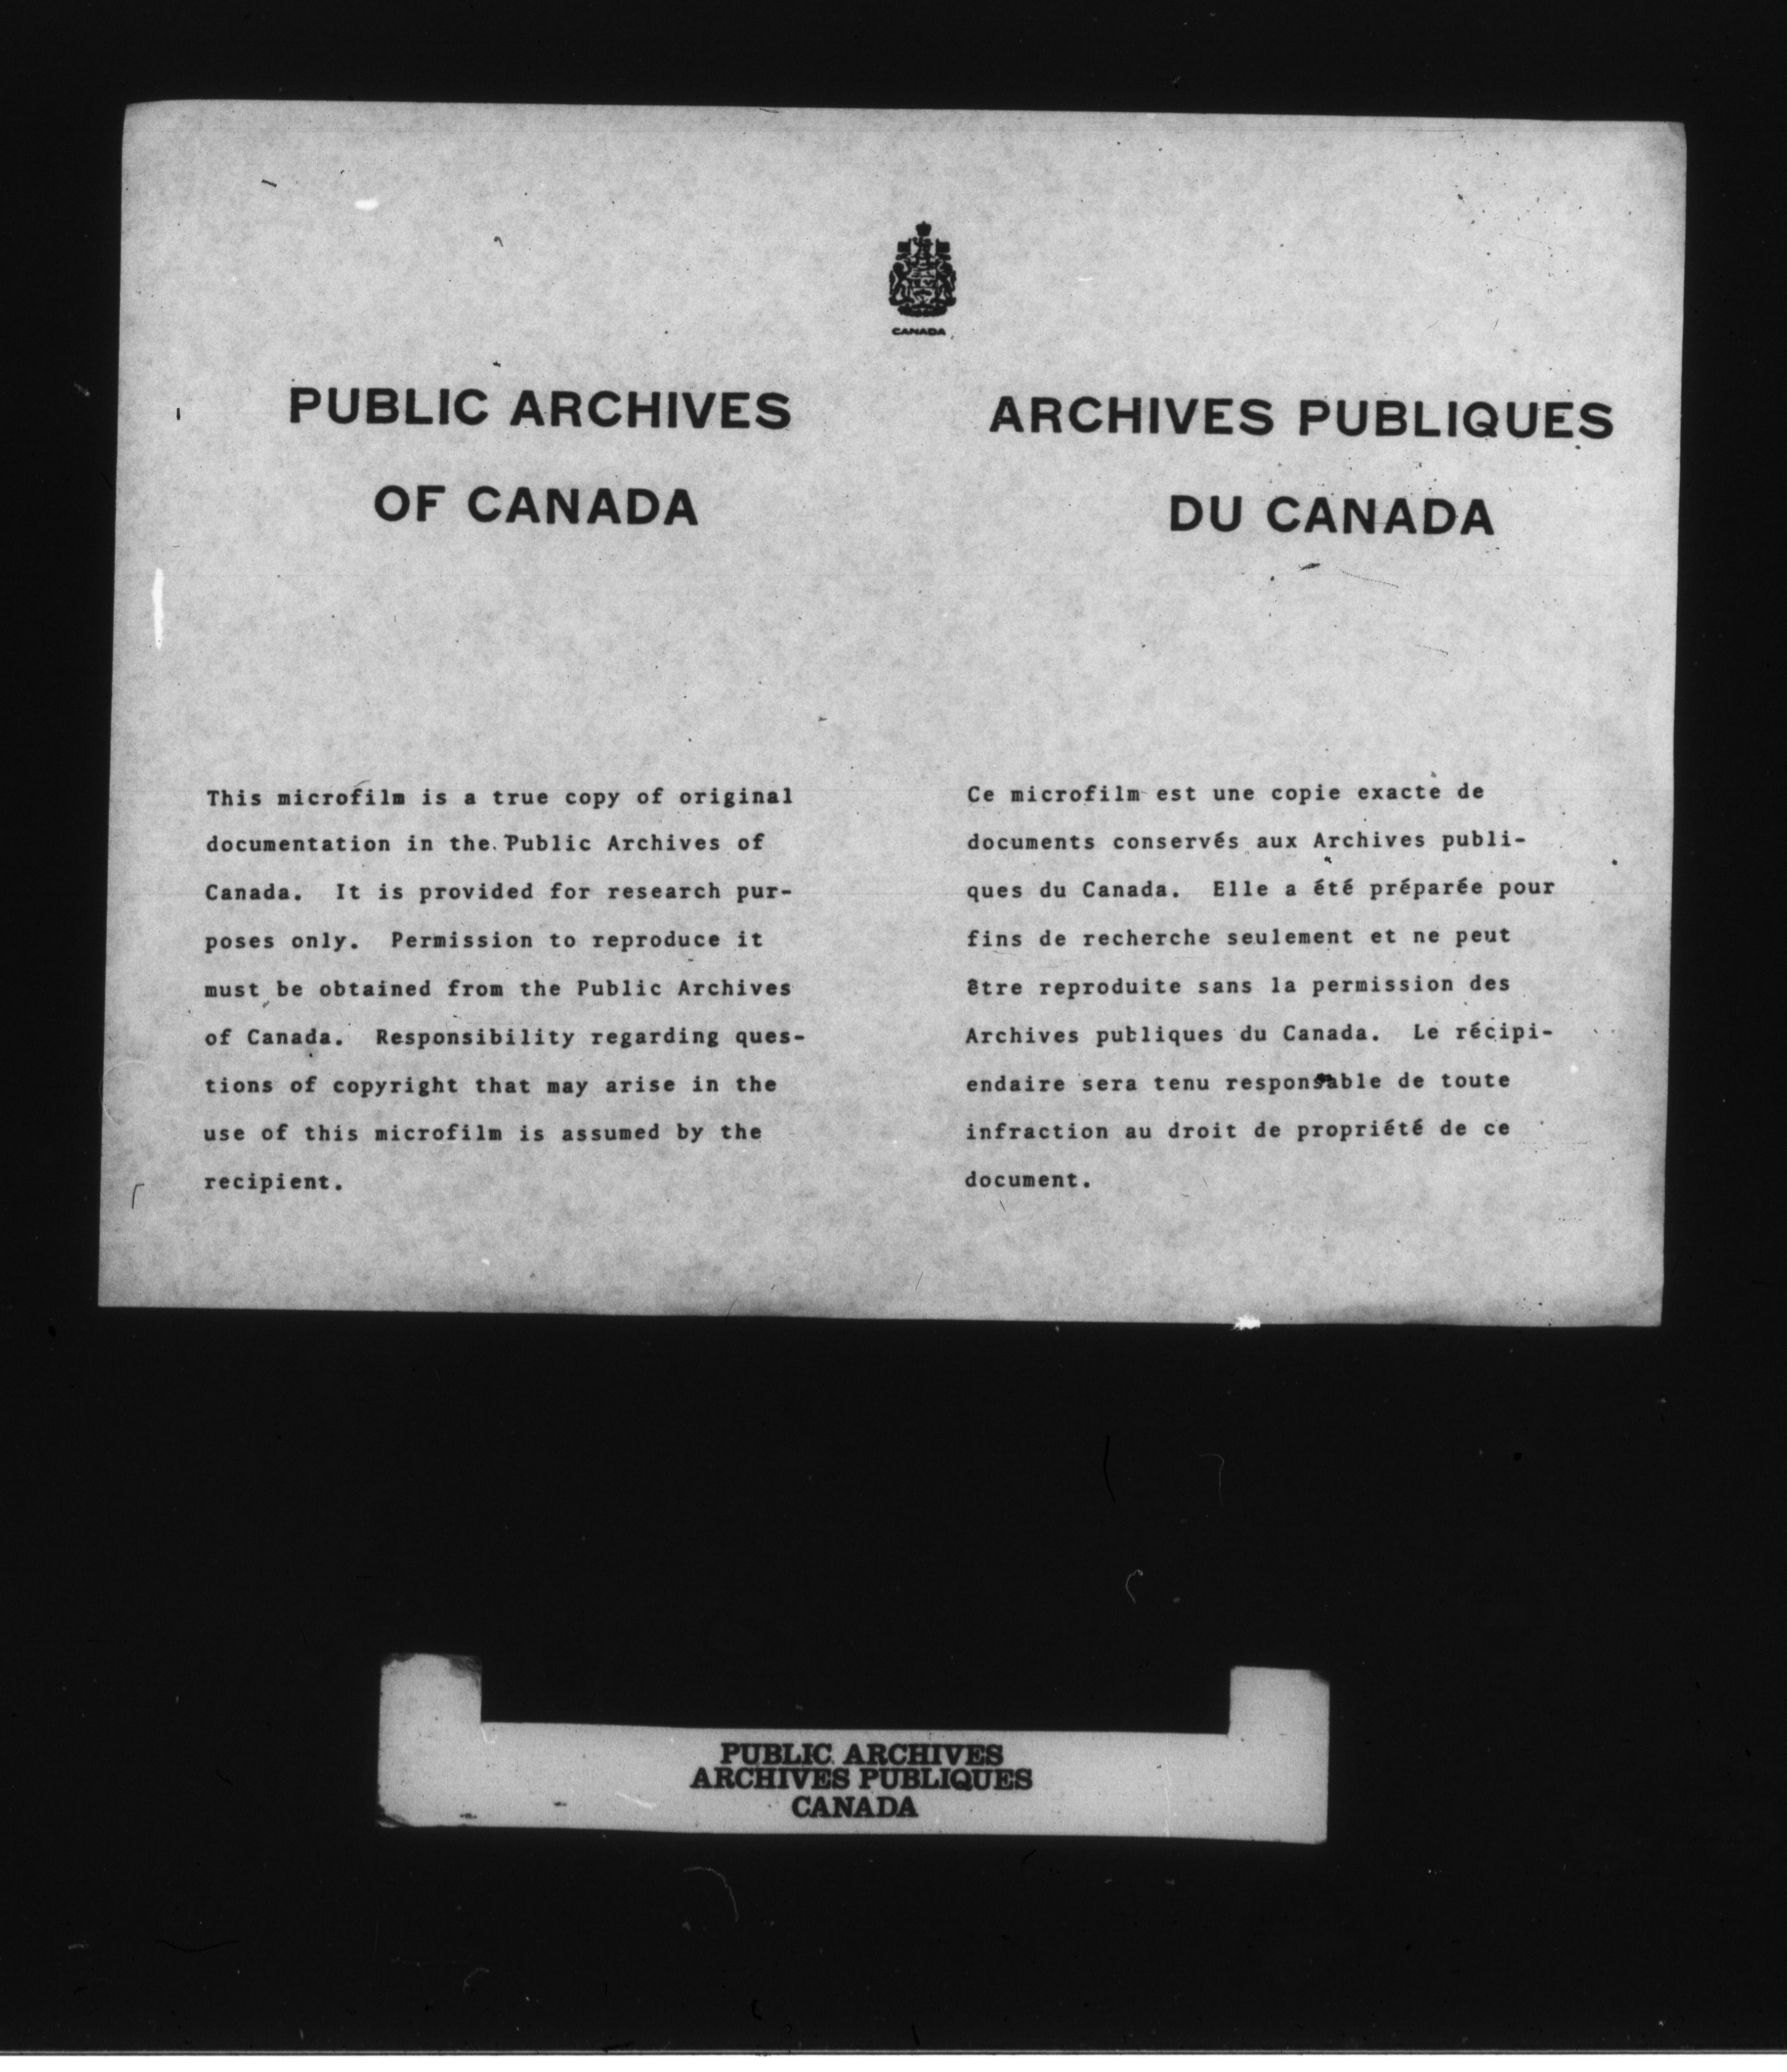 CANADA
PUBLIC ARCHIVES
OF CANADA
This microfilm is a true copy of original
documentation in the Public Archives of
Canada. It is provided for research pur-
poses only. Permission to reproduce it
must be obtained from the Public Archives
of Canada. Responsibility regarding ques-
tions of copyright that may arise in the
use of this microfilm is assumed by the
recipient.
ARCHIVES PUBLIQUES
DU CANADA
Ce microfilm est une copie exacte de
documents conservés aux Archives publi-
ques du Canada. Elle a été préparée pour
fins de recherche seulement et ne peut
être reproduite sans la permission des
Archives publiques du Canada. Le récipi-
endaire sera tenu responsable de toute
infraction au droit de propriété de ce
document.
PUBLIC ARCHIVES
ARCHIVES PUBLIQUES
CANADA